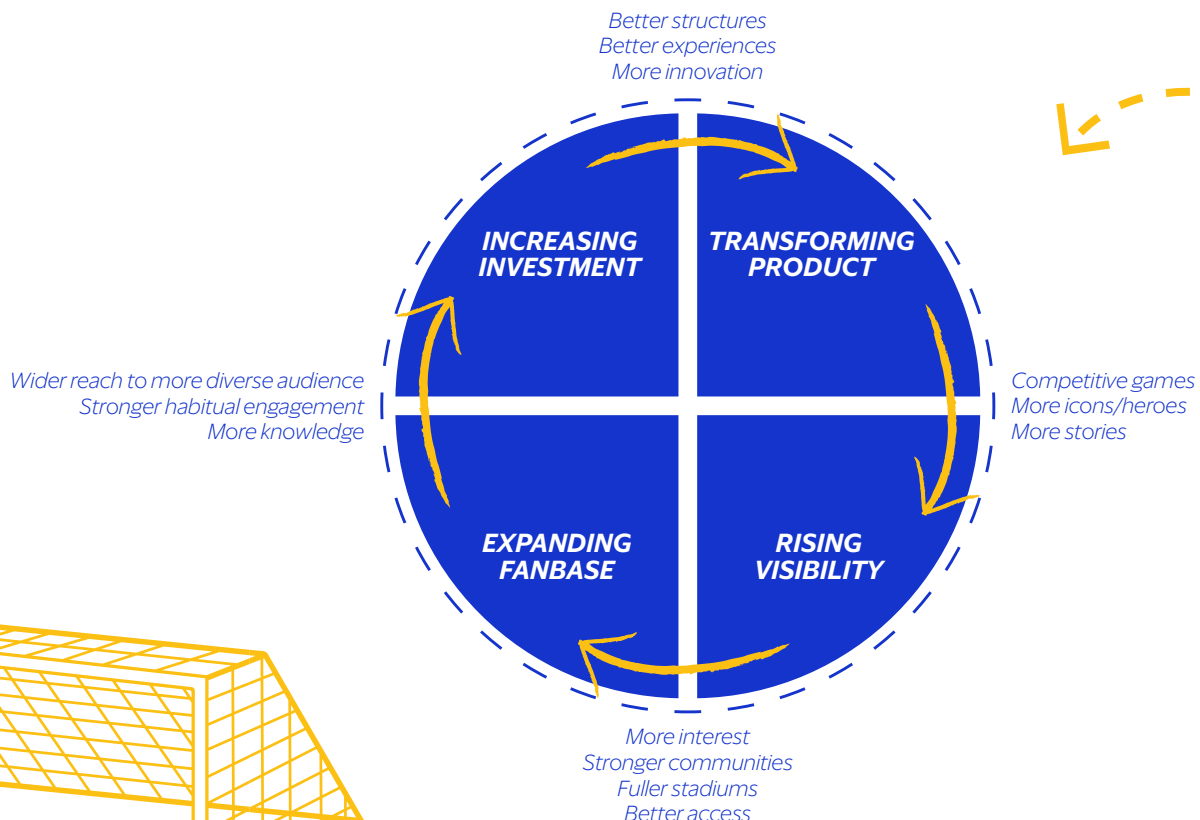 Better structures
Better experiences
More innovation
INCREASING
INVESTMENT
TRANSFORMING
PRODUCT
Wider reach to more diverse audience
Stronger habitual engagement
More knowledge
Competitive games
More icons/heroes
More stories
EXPANDING
FANBASE
RISING
VISIBILITY
More interest
Stronger communities
Fuller stadiums
Better access